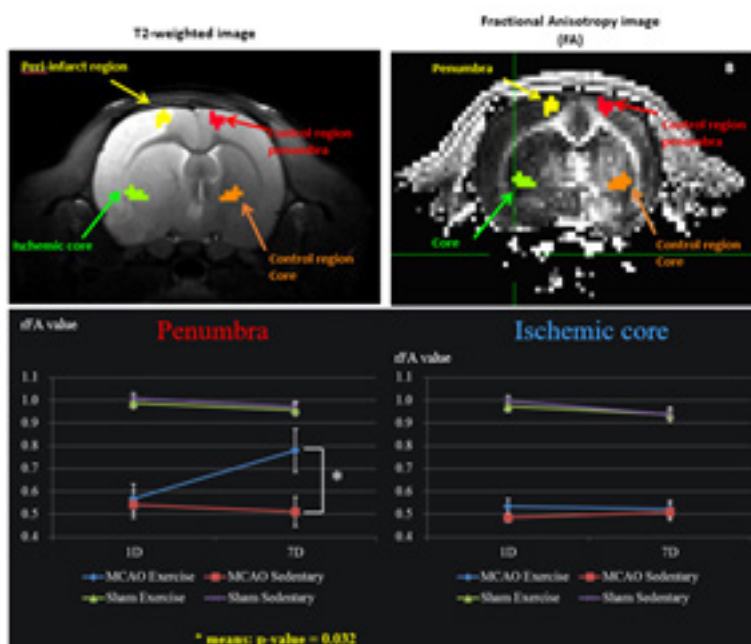 T2-weighted image
Fractional Anisotropy image
(FA)
Peri-infarct region
Control region
penumbra
Ischemic core
Control region
Core
B
Penumbra
Control region
penumbra
Core
Control region
Core
rFA value
Penumbra
1.1
1.0
0.9
0.8
0.7
0.6
0.5
0.4
*
1D
7D
MCAO Exercise
MCAO Sedentary
Sham Exercise
Sham Sedentary
* means: p-value = 0.032
Ischemic core
rFA value
1.1
1.0
0.9
0.8
0.7
0.6
0.5
0.4
1D
7D
MCAO Exercise
MCAO Sedentary
Sham Exercise
Sham Sedentary